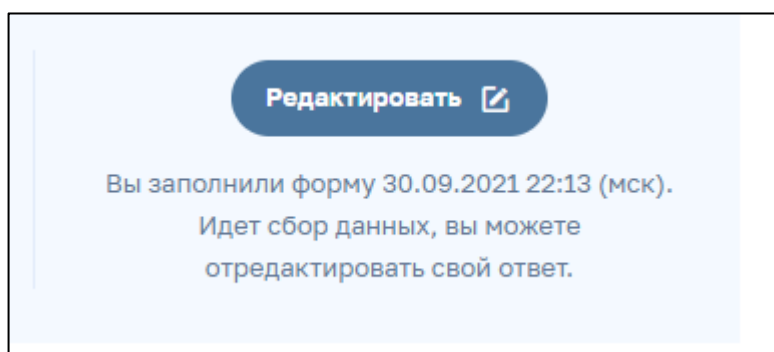 Редактировать
Вы заполнили форму 30.09.2021 22:13 (мск).
Идет сбор данных, вы можете
отредактировать свой ответ.